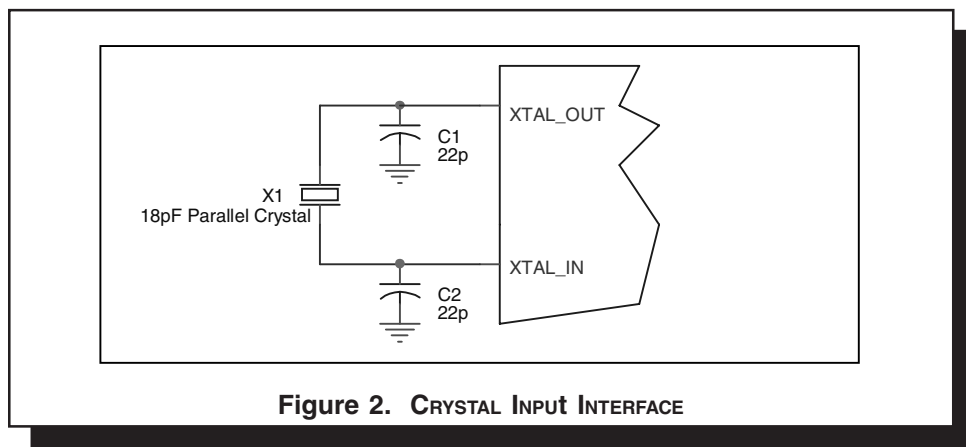 XTAL_OUT
C1
22p
X1
18pF Parallel Crystal
XTAL_IN
C2
22p
Figure 2. CRYSTAL INPUt INTERFACE